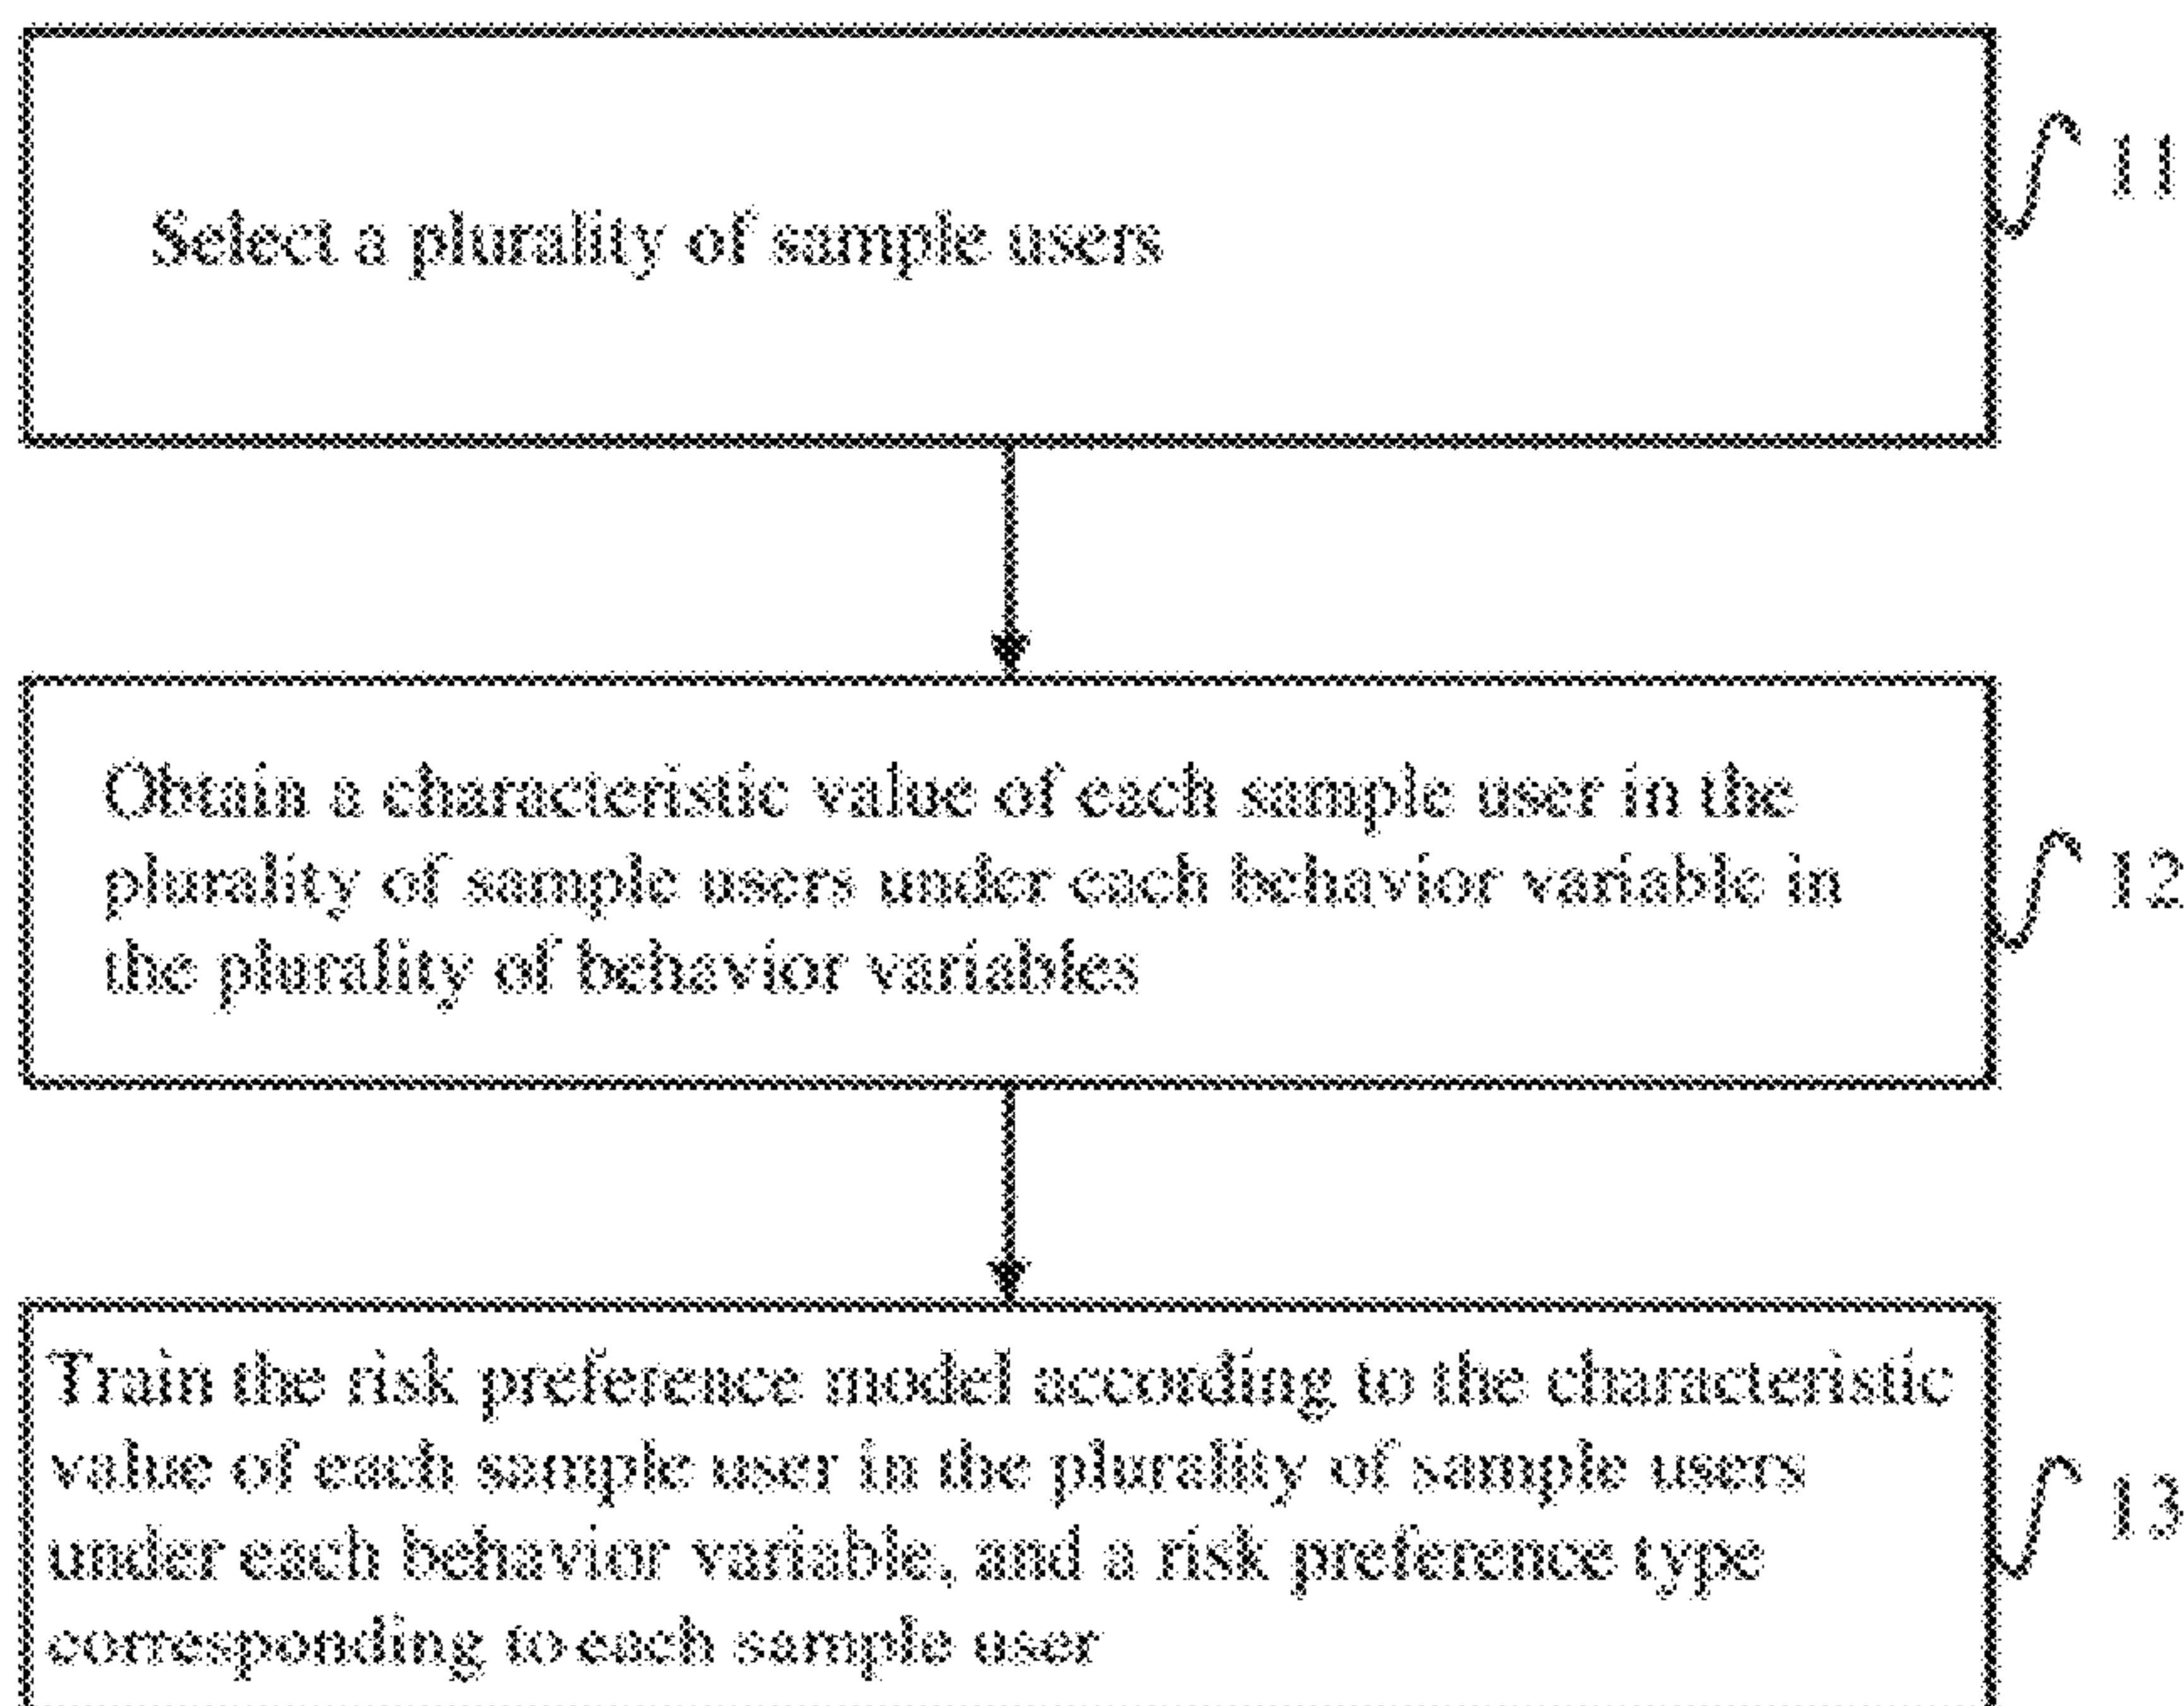 Select a plurality of sample users
11
Obtain a characteristic value of each sample user in the
plurality of sample users under each behavior variable in
the plurality of behavior variables
12
Train the risk preference model according to the characteristic
value of each sample user in the plurality of sample users
under each behavior variable, and a risk preference type
corresponding to each sample user
13